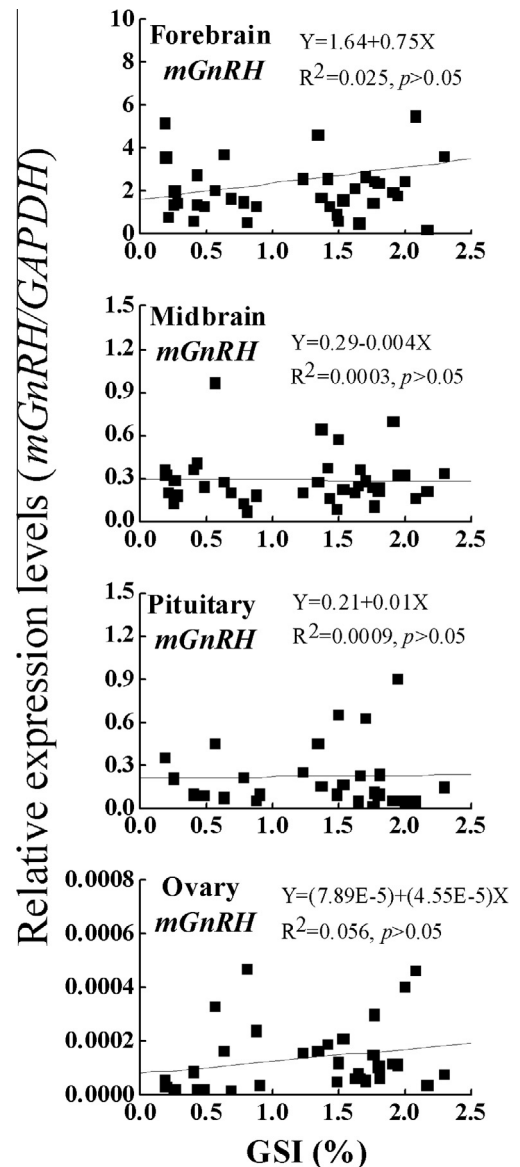 Relative expression levels (mGnRH/GAPDH)
Forebrain
mGnRH
Y=1.64+0.75X
R²=0.025, p>0.05
10
8
6
4
2
0
0.0 0.5 1.0 1.5 2.0 2.5
Midbrain
mGnRH
Y=0.29-0.004X
R²=0.0003, p>0.05
1.5
1.2
0.9
0.6
0.3
0.0
0.0 0.5 1.0 1.5 2.0 2.5
Pituitary
mGnRH
Y=0.21+0.01X
R²=0.0009, p>0.05
1.5
1.2
0.9
0.6
0.3
0.0
0.0 0.5 1.0 1.5 2.0 2.5
Ovary
mGnRH
Y=(7.89E-5)+(4.55E-5)X
R²=0.056, p>0.05
0.0008
0.0006
0.0004
0.0002
0.0000
0.0 0.5 1.0 1.5 2.0 2.5
GSI (%)